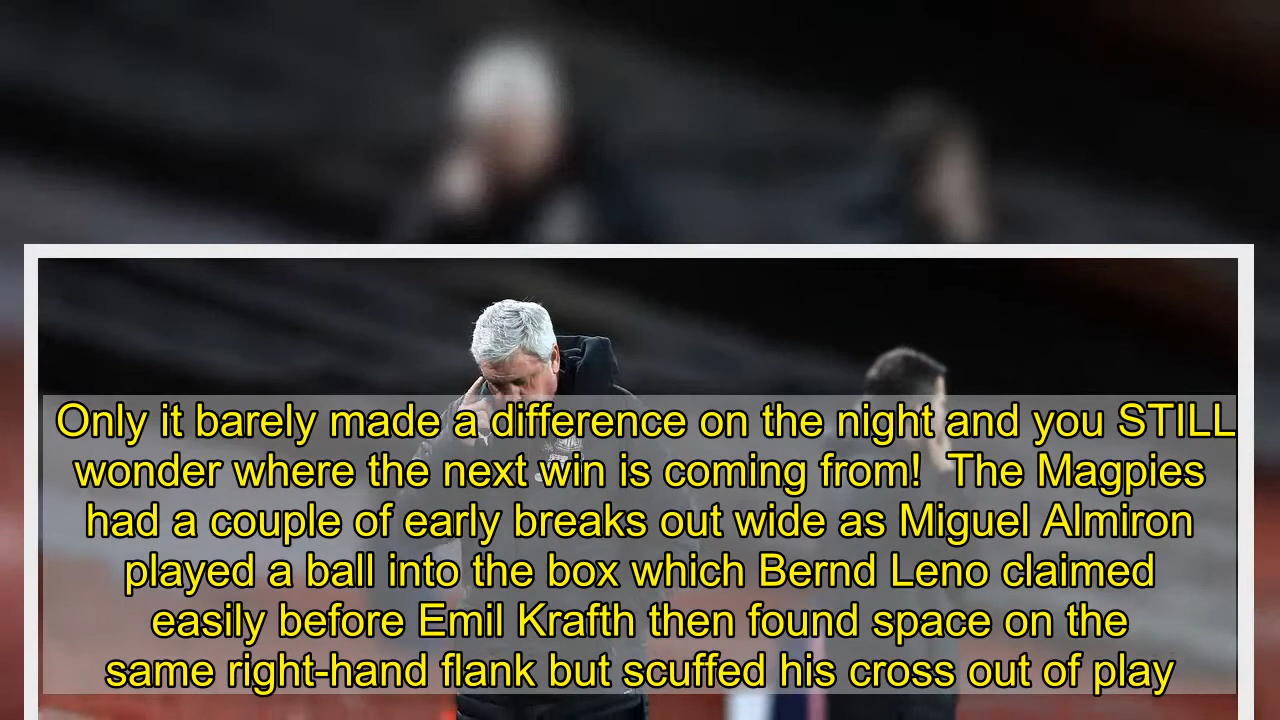 Only it barely made a difference on the night and you STILL
wonder where the next win is coming from!  The Magpies
had a couple of early breaks out wide as Miguel Almiron
played a ball into the box which Bernd Leno claimed
easily before Emil Krafth then found space on the
same right-hand flank but scuffed his cross out of play